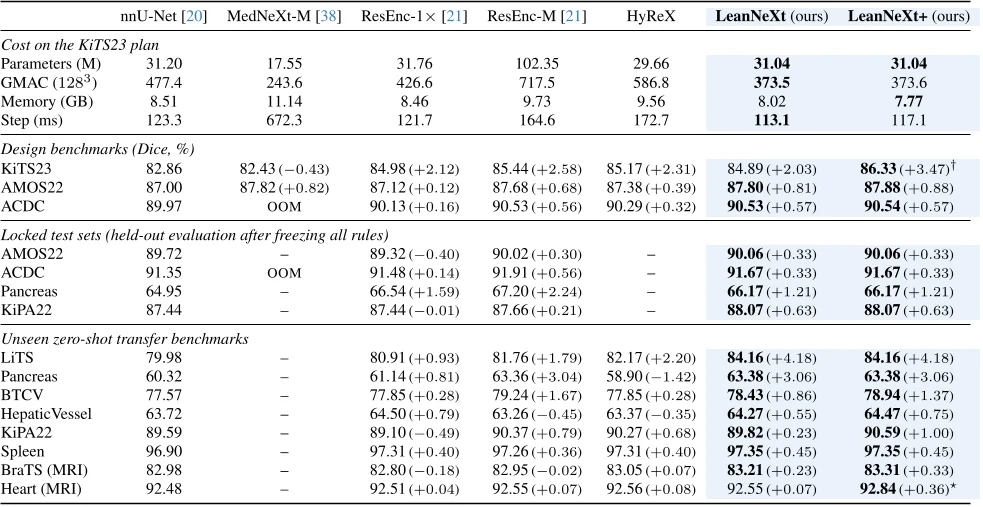 nnU-Net [20] MedNeXt-M [38] ResEnc-1× [21] ResEnc-M [21] HyReX LeanNeXt (ours) LeanNeXt+ (ours)
Cost on the KiTS23 plan
Parameters (M) 31.20 17.55 31.76 102.35 29.66 31.04 31.04
GMAC (128³) 477.4 243.6 426.6 717.5 586.8 373.5 373.6
Memory (GB) 8.51 11.14 8.46 9.73 9.56 8.02 7.77
Step (ms) 123.3 672.3 121.7 164.6 172.7 113.1 117.1
Design benchmarks (Dice, %)
KiTS23 82.86 82.43 (−0.43) 84.98 (+2.12) 85.44 (+2.58) 85.17 (+2.31) 84.89 (+2.03) 86.33 (+3.47)†
AMOS22 87.00 87.82 (+0.82) 87.12 (+0.12) 87.68 (+0.68) 87.38 (+0.39) 87.80 (+0.81) 87.88 (+0.88)
ACDC 89.97 OOM 90.13 (+0.16) 90.53 (+0.56) 90.29 (+0.32) 90.53 (+0.57) 90.54 (+0.57)
Locked test sets (held-out evaluation after freezing all rules)
AMOS22 89.72 – 89.32 (−0.40) 90.02 (+0.30) – 90.06 (+0.33) 90.06 (+0.33)
ACDC 91.35 OOM 91.48 (+0.14) 91.91 (+0.56) – 91.67 (+0.33) 91.67 (+0.33)
Pancreas 64.95 – 66.54 (+1.59) 67.20 (+2.24) – 66.17 (+1.21) 66.17 (+1.21)
KiPA22 87.44 – 87.44 (−0.01) 87.66 (+0.21) – 88.07 (+0.63) 88.07 (+0.63)
Unseen zero-shot transfer benchmarks
LiTS 79.98 – 80.91 (+0.93) 81.76 (+1.79) 82.17 (+2.20) 84.16 (+4.18) 84.16 (+4.18)
Pancreas 60.32 – 61.14 (+0.81) 63.36 (+3.04) 58.90 (−1.42) 63.38 (+3.06) 63.38 (+3.06)
BTCV 77.57 – 77.85 (+0.28) 79.24 (+1.67) 77.85 (+0.28) 78.43 (+0.86) 78.94 (+1.37)
HepaticVessel 63.72 – 64.50 (+0.79) 63.26 (−0.45) 63.37 (−0.35) 64.27 (+0.55) 64.47 (+0.75)
KiPA22 89.59 – 89.10 (−0.49) 90.37 (+0.79) 90.27 (+0.68) 89.82 (+0.23) 90.59 (+1.00)
Spleen 96.90 – 97.31 (+0.40) 97.26 (+0.36) 97.31 (+0.40) 97.35 (+0.45) 97.35 (+0.45)
BraTS (MRI) 82.98 – 82.80 (−0.18) 82.95 (−0.02) 83.05 (+0.07) 83.21 (+0.23) 83.31 (+0.33)
Heart (MRI) 92.48 – 92.51 (+0.04) 92.55 (+0.07) 92.56 (+0.08) 92.55 (+0.07) 92.84 (+0.36)⋆